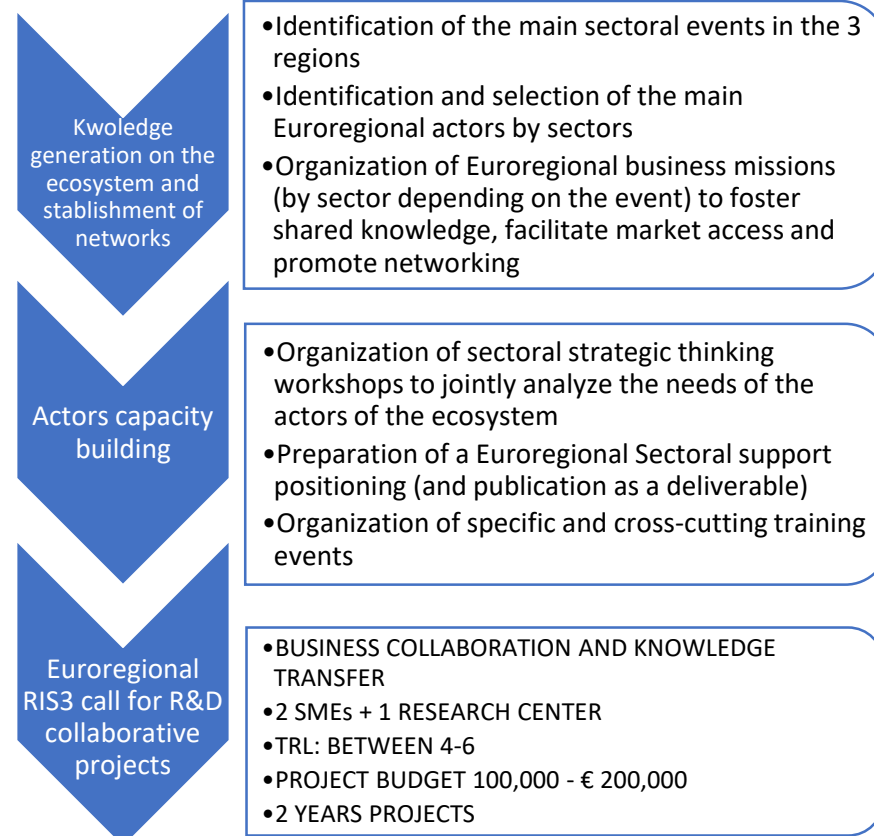 Kwoledge
generation on the
ecosystem and
stablishment of
networks
•Identification of the main sectoral events in the 3
regions
•Identification and selection of the main
Euroregional actors by sectors
•Organization of Euroregional business missions
(by sector depending on the event) to foster
shared knowledge, facilitate market access and
promote networking
Actors capacity
building
•Organization of sectoral strategic thinking
workshops to jointly analyze the needs of the
actors of the ecosystem
•Preparation of a Euroregional Sectoral support
positioning (and publication as a deliverable)
•Organization of specific and cross-cutting training
events
Euroregional
RIS3 call for R&D
collaborative
projects
•BUSINESS COLLABORATION AND KNOWLEDGE
TRANSFER
•2 SMEs + 1 RESEARCH CENTER
•TRL: BETWEEN 4-6
•PROJECT BUDGET 100,000 - € 200,000
•2 YEARS PROJECTS